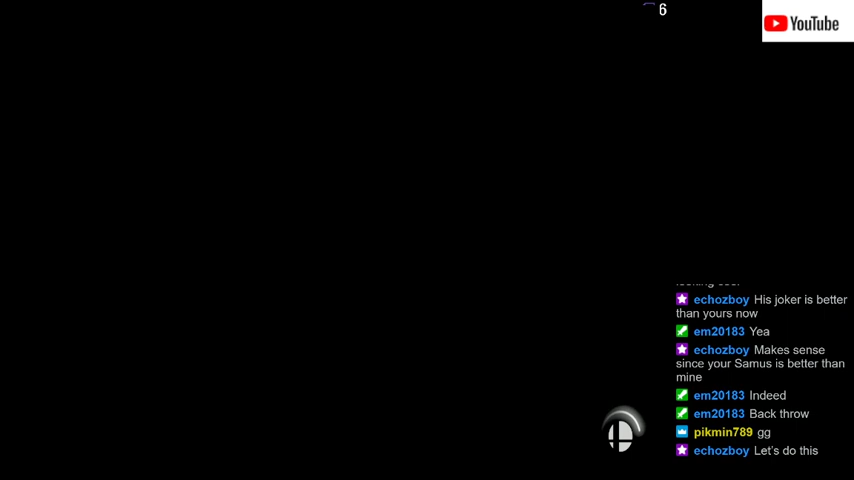 6
YouTube
echozboy His joker is better
than yours now
em20183 Yea
echozboy Makes sense
since your Samus is better than
mine
em20183 Indeed
em20183 Back throw
pikmin789 gg
echozboy Let's do this